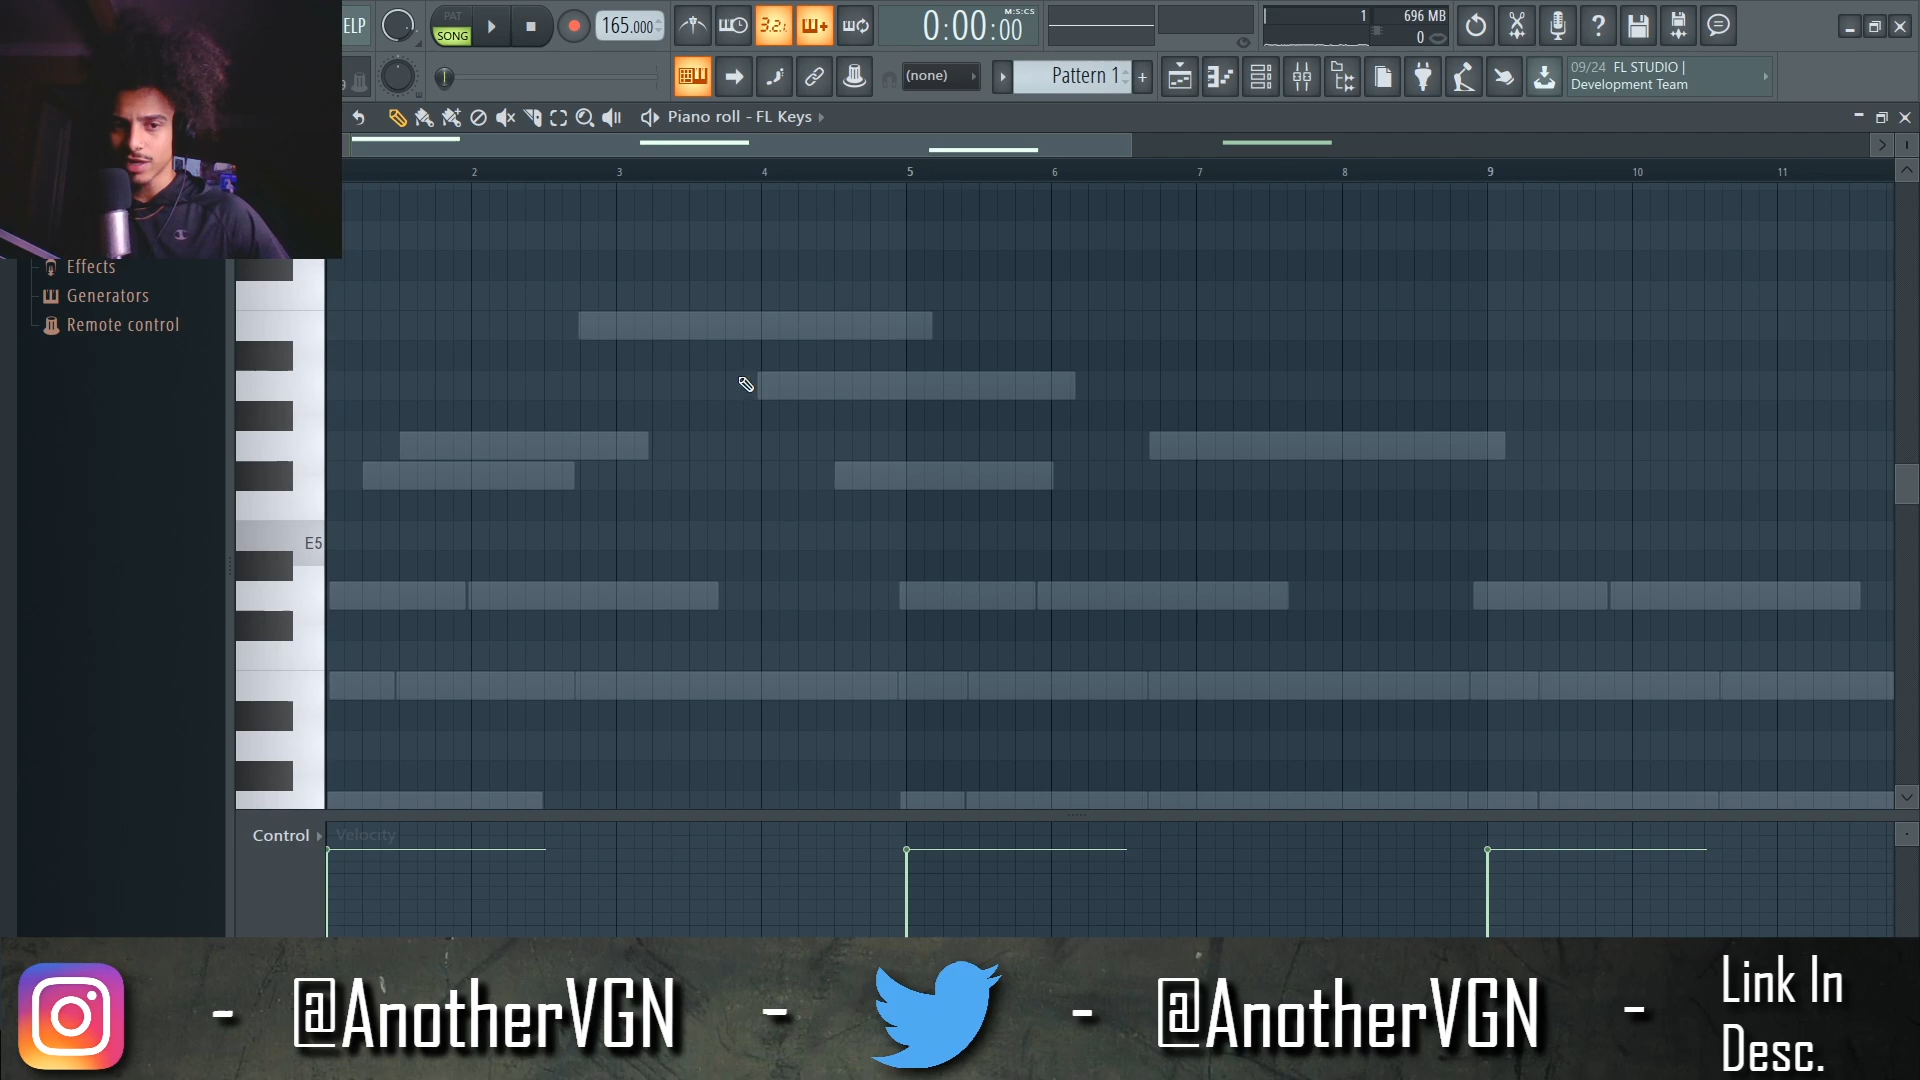 ELP
PAT
SONG
165.000
3.2.
M:S:CS
0:00:00
1
696 MB
0
(none)
Pattern 1
+
09/24 FL STUDIO |
Development Team
Piano roll - FL Keys
2 3 4 5 6 7 8 9 10 11
Effects
Generators
Remote control
E5
Control
Velocity
- @AnotherVGN - - @AnotherVGN -
Link In
Desc.